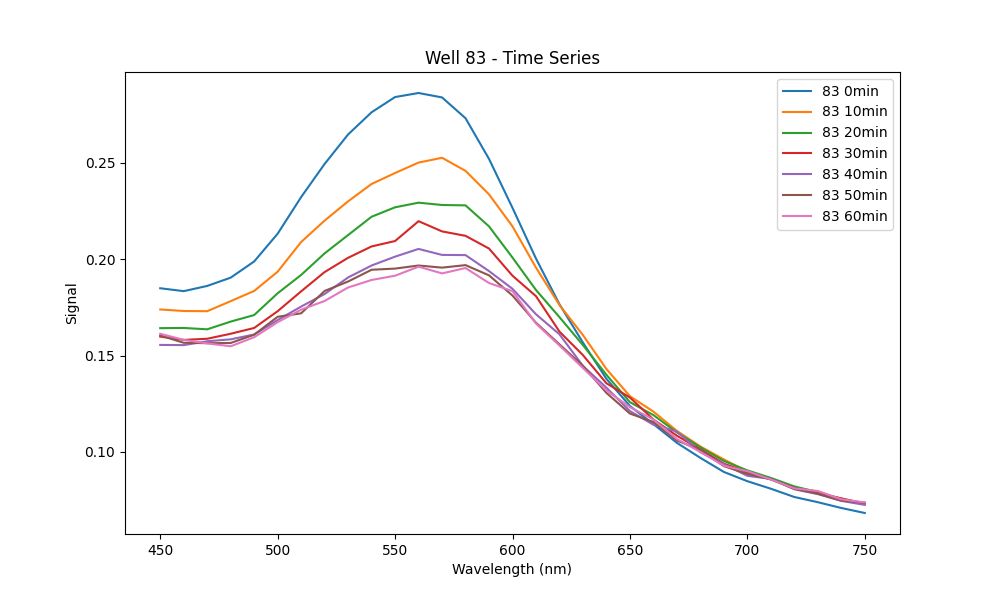 Well 83 - Time Series
83 0min
83 10min
83 20min
83 30min
83 40min
83 50min
83 60min
Signal
0.25
0.20
0.15
0.10
450 500 550 600 650 700 750
Wavelength (nm)